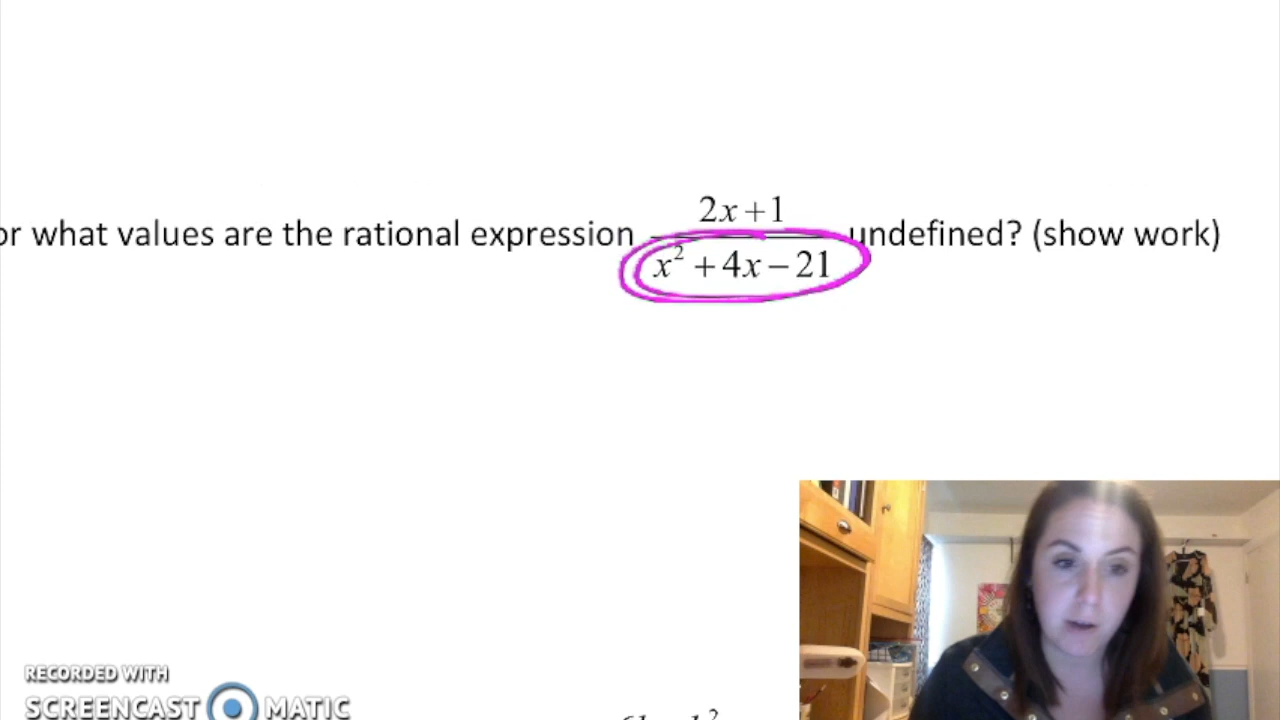 or what values are the rational expression (2x+1)/(x²+4x−21) undefined? (show work)
RECORDED WITH
SCREENCAST MATIC